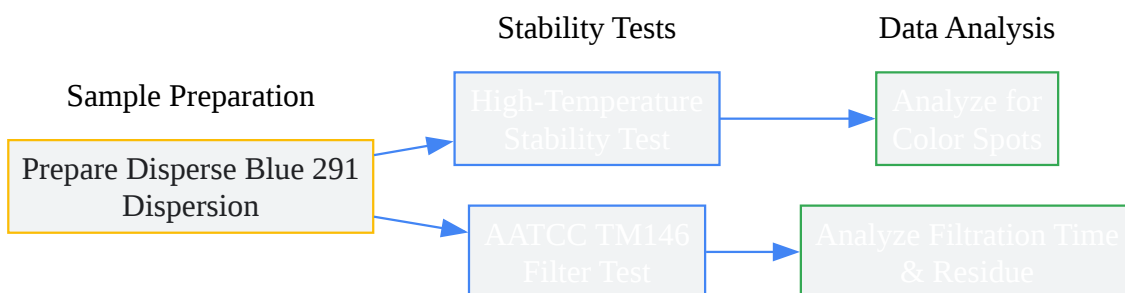 Stability Tests
Data Analysis
Sample Preparation
High-Temperature
Stability Test
Analyze for
Color Spots
Prepare Disperse Blue 291
Dispersion
AATCC TM146
Filter Test
Analyze Filtration Time
& Residue